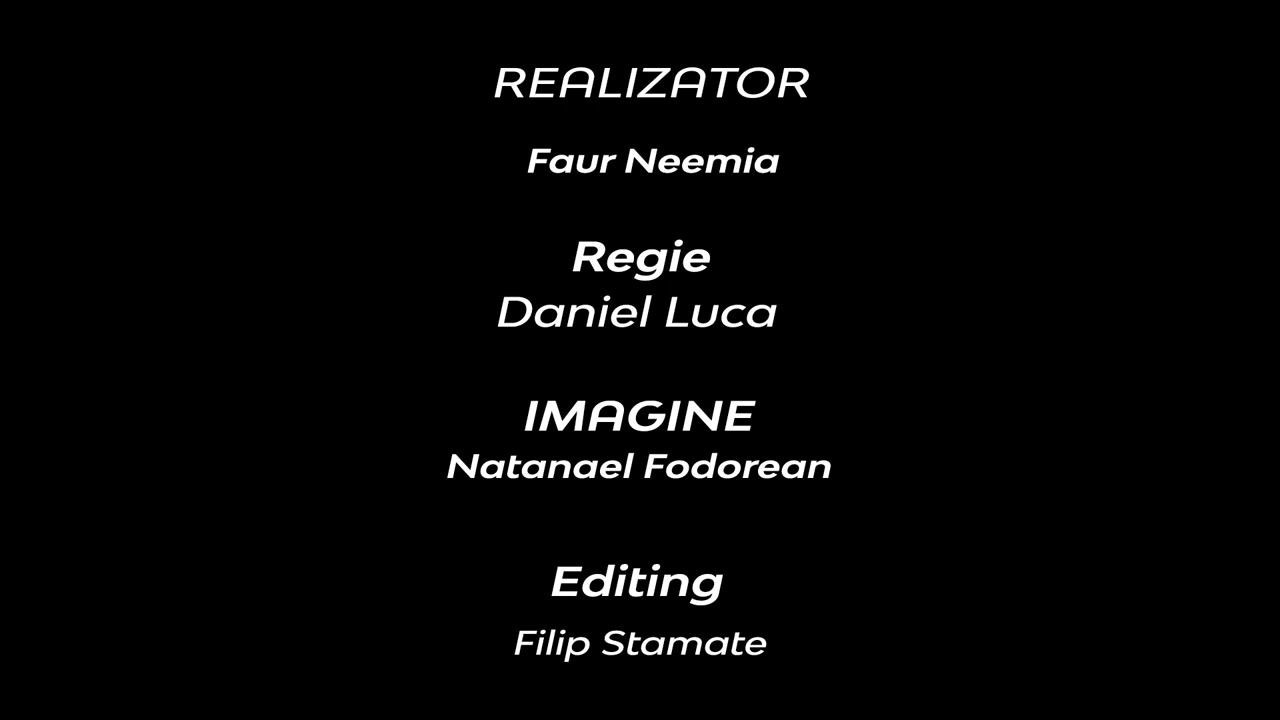 REALIZATOR
Faur Neemia
Regie
Daniel Luca
IMAGINE
Natanael Fodorean
Editing
Filip Stamate